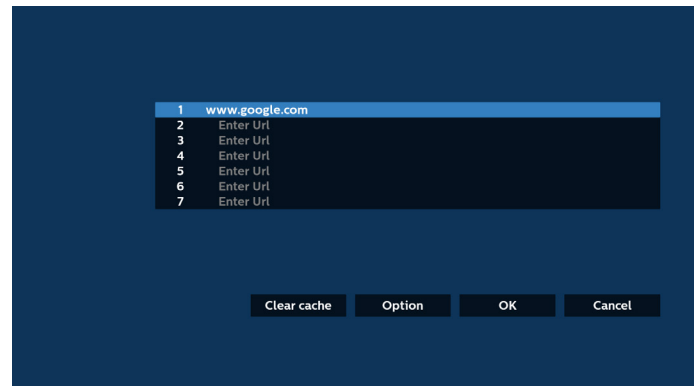 1 www.google.com
2 Enter Url
3 Enter Url
4 Enter Url
5 Enter Url
6 Enter Url
7 Enter Url
Clear cache Option OK Cancel